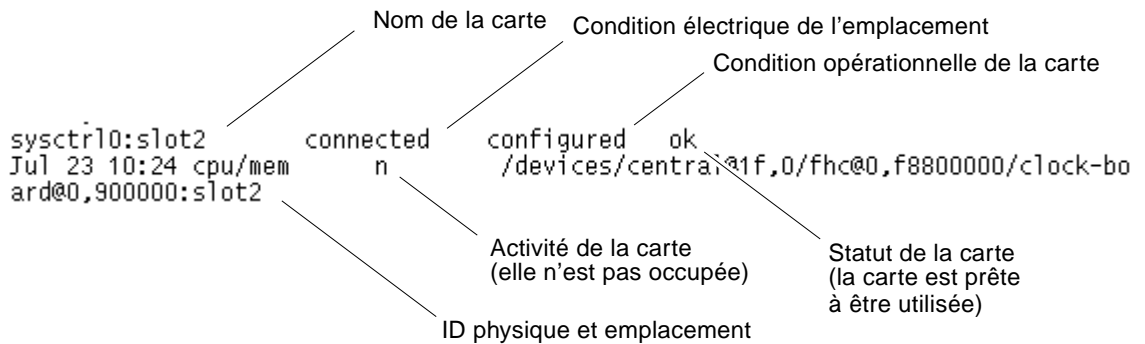 Nom de la carte
Condition électrique de l'emplacement
Condition opérationnelle de la carte
sysctrl0:slot2 connected configured ok
Jul 23 10:24 cpu/mem n /devices/central@1f,0/fhc@0,f8800000/clock-bo
ard@0,900000:slot2
Activité de la carte
(elle n'est pas occupée)
Statut de la carte
(la carte est prête
à être utilisée)
ID physique et emplacement